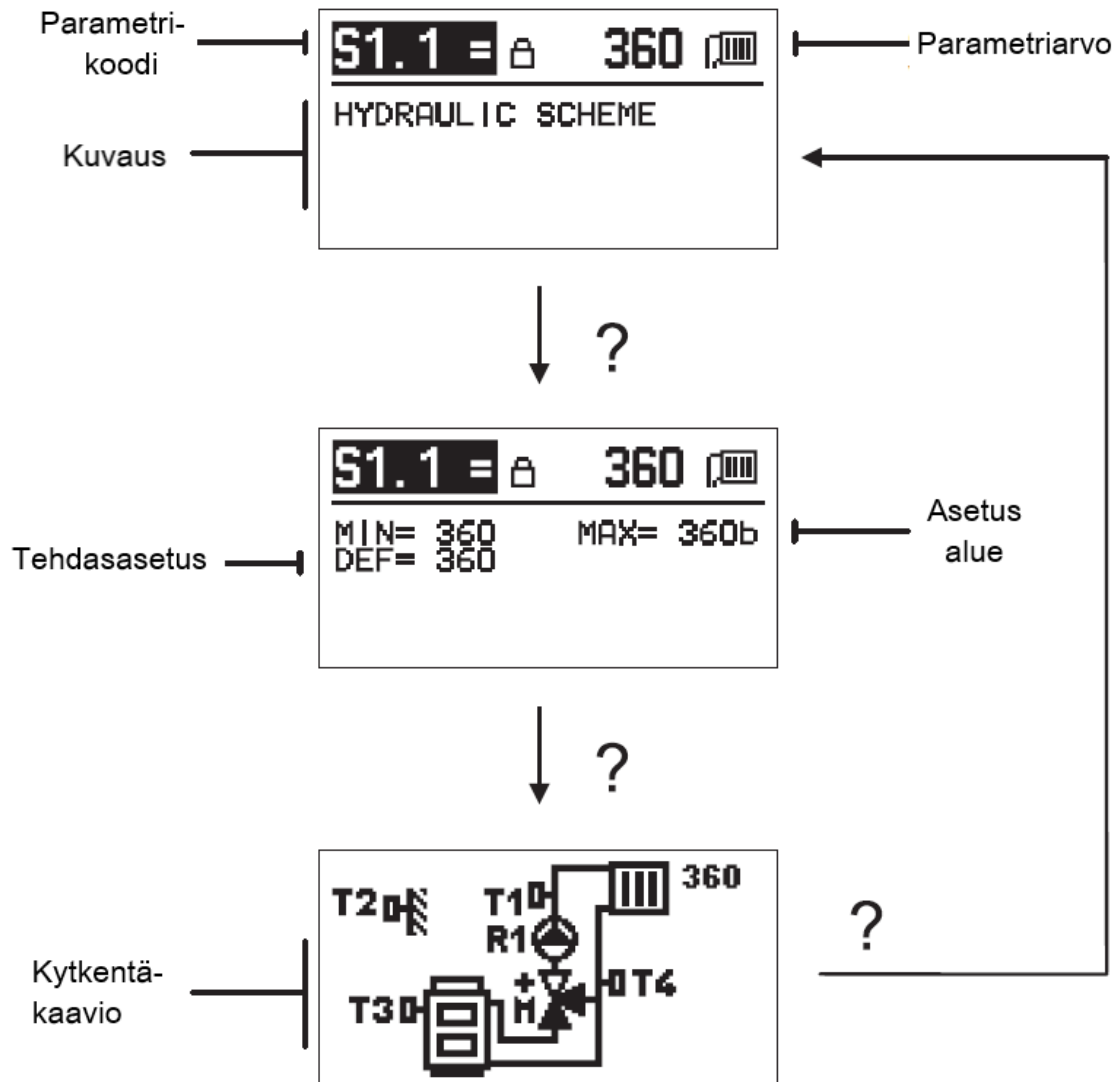 Parametri-
koodi
S1.1 = 360
Parametriarvo
HYDRAULIC SCHEME
Kuvaus
?
S1.1 = 360
MIN= 360 MAX= 360b
DEF= 360
Tehdasasetus
Asetus
alue
?
360
T2 T1
R1
+
M T4
T3
Kytkentä-
kaavio
?